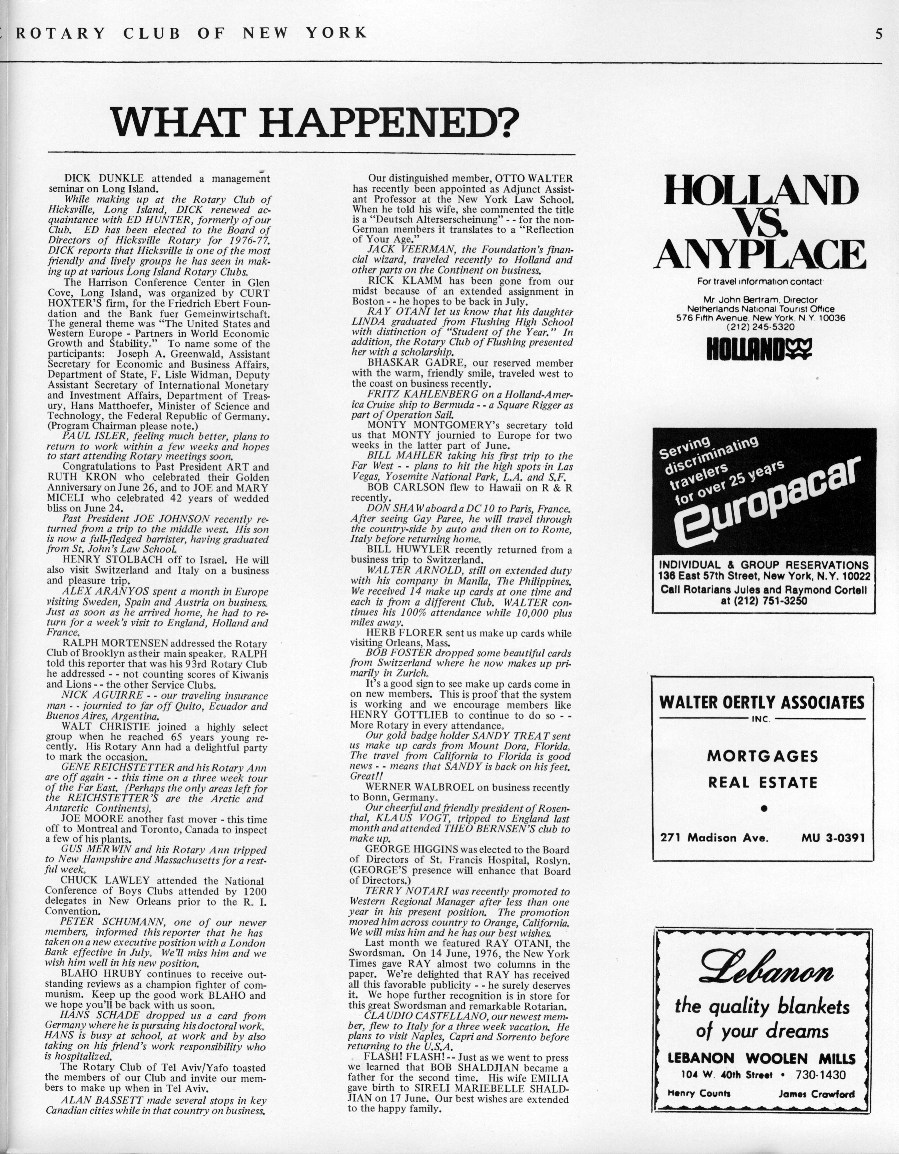 ROTARY CLUB OF NEW YORK
5
WHAT HAPPENED?
DICK DUNKLE attended a management
seminar on Long Island.
While making up at the Rotary Club of
Hicksville, Long Island, DICK renewed ac-
quaintance with ED HUNTER, formerly of our
Club. ED has been elected to the Board of
Directors of Hicksville Rotary for 1976-77.
DICK reports that Hicksville is one of the most
friendly and lively groups he has seen in mak-
ing up at various Long Island Rotary Clubs.
The Harrison Conference Center in Glen
Cove, Long Island, was organized by CURT
HOXTER'S firm, for the Friedrich Ebert Foun-
dation and the Bank fuer Gemeinwirtschaft.
The general theme was "The United States and
Western Europe - Partners in World Economic
Growth and Stability." To name some of the
participants: Joseph A. Greenwald, Assistant
Secretary for Economic and Business Affairs,
Department of State, F. Lisle Widman, Deputy
Assistant Secretary of International Monetary
and Investment Affairs, Department of Treas-
ury, Hans Matthoefer, Minister of Science and
Technology, the Federal Republic of Germany.
(Program Chairman please note.)
PAUL ISLER, feeling much better, plans to
return to work within a few weeks and hopes
to start attending Rotary meetings soon.
Congratulations to Past President ART and
RUTH KRON who celebrated their Golden
Anniversary on June 26, and to JOE and MARY
MICELI who celebrated 42 years of wedded
bliss on June 24.
Past President JOE JOHNSON recently re-
turned from a trip to the middle west. His son
is now a full-fledged barrister, having graduated
from St. John's Law School.
HENRY STOLBACH off to Israel. He will
also visit Switzerland and Italy on a business
and pleasure trip.
ALEX ARANYOS spent a month in Europe
visiting Sweden, Spain and Austria on business.
Just as soon as he arrived home, he had to re-
turn for a week's visit to England, Holland and
France.
RALPH MORTENSEN addressed the Rotary
Club of Brooklyn as their main speaker. RALPH
told this reporter that was his 93rd Rotary Club
he addressed - - not counting scores of Kiwanis
and Lions - - the other Service Clubs.
NICK AGUIRRE - - our traveling insurance
man - - journied to far off Quito, Ecuador and
Buenos Aires, Argentina.
WALT CHRISTIE joined a highly select
group when he reached 65 years young re-
cently. His Rotary Ann had a delightful party
to mark the occasion.
GENE REICHSTETTER and his Rotary Ann
are off again - - this time on a three week tour
of the Far East. (Perhaps the only areas left for
the REICHSTETTER'S are the Arctic and
Antarctic Continents).
JOE MOORE another fast mover - this time
off to Montreal and Toronto, Canada to inspect
a few of his plants.
GUS MERWIN and his Rotary Ann tripped
to New Hampshire and Massachusetts for a rest-
ful week.
CHUCK LAWLEY attended the National
Conference of Boys Clubs attended by 1200
delegates in New Orleans prior to the R. I.
Convention.
PETER SCHUMANN, one of our newer
members, informed this reporter that he has
taken on a new executive position with a London
Bank effective in July. We'll miss him and we
wish him well in his new position.
BLAHO HRUBY continues to receive out-
standing reviews as a champion fighter of com-
munism. Keep up the good work BLAHO and
we hope you'll be back with us soon.
HANS SCHADE dropped us a card from
Germany where he is pursuing his doctoral work.
HANS is busy at school, at work and by also
taking on his friend's work responsibility who
is hospitalized.
The Rotary Club of Tel Aviv/Yafo toasted
the members of our Club and invite our mem-
bers to make up when in Tel Aviv.
ALAN BASSETT made several stops in key
Canadian cities while in that country on business.
Our distinguished member, OTTO WALTER
has recently been appointed as Adjunct Assist-
ant Professor at the New York Law School.
When he told his wife, she commented the title
is a "Deutsch Alterserscheinung" - - for the non-
German members it translates to a "Reflection
of Your Age."
JACK VEERMAN, the Foundation's finan-
cial wizard, traveled recently to Holland and
other parts on the Continent on business.
RICK KLAMM has been gone from our
midst because of an extended assignment in
Boston - - he hopes to be back in July.
RAY OTANI let us know that his daughter
LINDA graduated from Flushing High School
with distinction of "Student of the Year." In
addition, the Rotary Club of Flushing presented
her with a scholarship.
BHASKAR GADRE, our reserved member
with the warm, friendly smile, traveled west to
the coast on business recently.
FRITZ KAHLENBERG on a Holland-Amer-
ica Cruise ship to Bermuda - - a Square Rigger as
part of Operation Sail.
MONTY MONTGOMERY'S secretary told
us that MONTY journied to Europe for two
weeks in the latter part of June.
BILL MAHLER taking his first trip to the
Far West - - plans to hit the high spots in Las
Vegas, Yosemite National Park, L.A. and S.F.
BOB CARLSON flew to Hawaii on R & R
recently.
DON SHAW aboard a DC 10 to Paris, France.
After seeing Gay Paree, he will travel through
the country-side by auto and then on to Rome,
Italy before returning home.
BILL HUWYLER recently returned from a
business trip to Switzerland.
WALTER ARNOLD, still on extended duty
with his company in Manila, The Philippines.
We received 14 make up cards at one time and
each is from a different Club. WALTER con-
tinues his 100% attendance while 10,000 plus
miles away.
HERB FLORER sent us make up cards while
visiting Orleans, Mass.
BOB FOSTER dropped some beautiful cards
from Switzerland where he now makes up pri-
marily in Zurich.
It's a good sign to see make up cards come in
on new members. This is proof that the system
is working and we encourage members like
HENRY GOTTLIEB to continue to do so - -
More Rotary in every attendance.
Our gold badge holder SANDY TREAT sent
us make up cards from Mount Dora, Florida.
The travel from California to Florida is good
news - - means that SANDY is back on his feet.
Great!!
WERNER WALBROEL on business recently
to Bonn, Germany.
Our cheerful and friendly president of Rosen-
thal, KLAUS VOGT, tripped to England last
month and attended THEO BERNSEN'S club to
make up.
GEORGE HIGGINS was elected to the Board
of Directors of St. Francis Hospital, Roslyn.
(GEORGE'S presence will enhance that Board
of Directors.)
TERRY NOTARI was recently promoted to
Western Regional Manager after less than one
year in his present position. The promotion
moved him across country to Orange, California.
We will miss him and he has our best wishes.
Last month we featured RAY OTANI, the
Swordsman. On 14 June, 1976, the New York
Times gave RAY almost two columns in the
paper. We're delighted that RAY has received
all this favorable publicity - - he surely deserves
it. We hope further recognition is in store for
this great Swordsman and remarkable Rotarian.
CLAUDIO CASTELLANO, our newest mem-
ber, flew to Italy for a three week vacation. He
plans to visit Naples, Capri and Sorrento before
returning to the U.S.A.
FLASH! FLASH! -- Just as we went to press
we learned that BOB SHALDJIAN became a
father for the second time. His wife EMILIA
gave birth to SIRELI MARIEBELLE SHALD-
JIAN on 17 June. Our best wishes are extended
to the happy family.
HOLLAND
VS.
ANYPLACE
For travel information contact
Mr. John Bertram, Director
Netherlands National Tourist Office
576 Fifth Avenue, New York, N.Y. 10036
(212) 245-5320
HOLLAND
Serving
discriminating
travelers
for over 25 years
europacar
INDIVIDUAL & GROUP RESERVATIONS
136 East 57th Street, New York, N.Y. 10022
Call Rotarians Jules and Raymond Cortell
at (212) 751-3250
WALTER OERTLY ASSOCIATES
INC.
MORTGAGES
REAL ESTATE
•
271 Madison Ave. MU 3-0391
Lebanon
the quality blankets
of your dreams
LEBANON WOOLEN MILLS
104 W. 40th Street • 730-1430
Henry Counts James Crawford